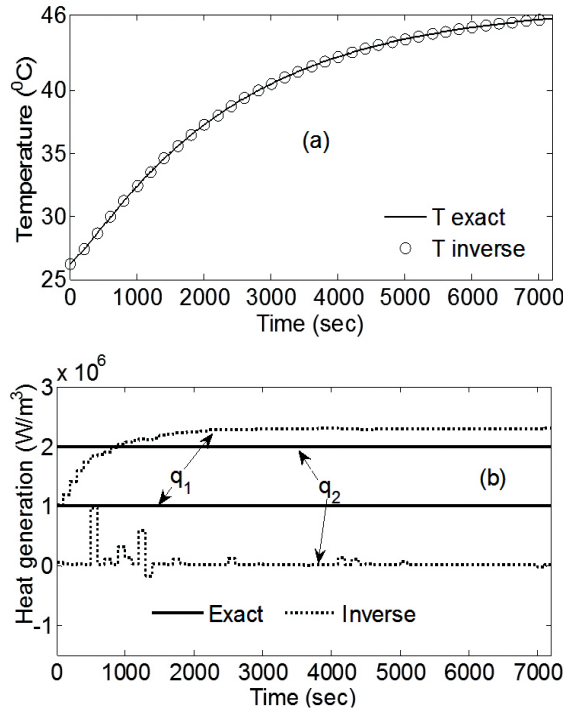 46
42
36
30
25
Temperature (⁰C)
(a)
T exact
T inverse
0 1000 2000 3000 4000 5000 6000 7000
Time (sec)
x 10⁶
3
2
1
0
-1
Heat generation (W/m³)
q₁
q₂
(b)
Exact
Inverse
0 1000 2000 3000 4000 5000 6000 7000
Time (sec)